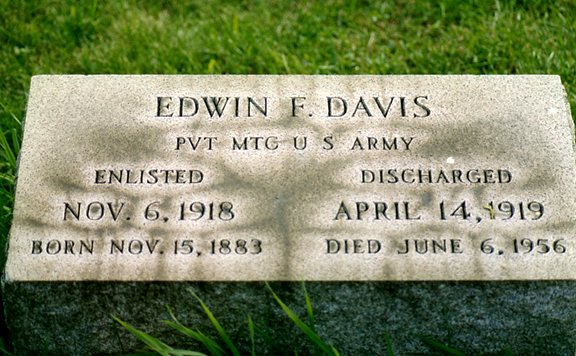 EDWIN F. DAVIS
PVT MTC U S ARMY
ENLISTED DISCHARGED
NOV. 6, 1918 APRIL 14, 1919
BORN NOV. 15, 1883 DIED JUNE 6, 1956